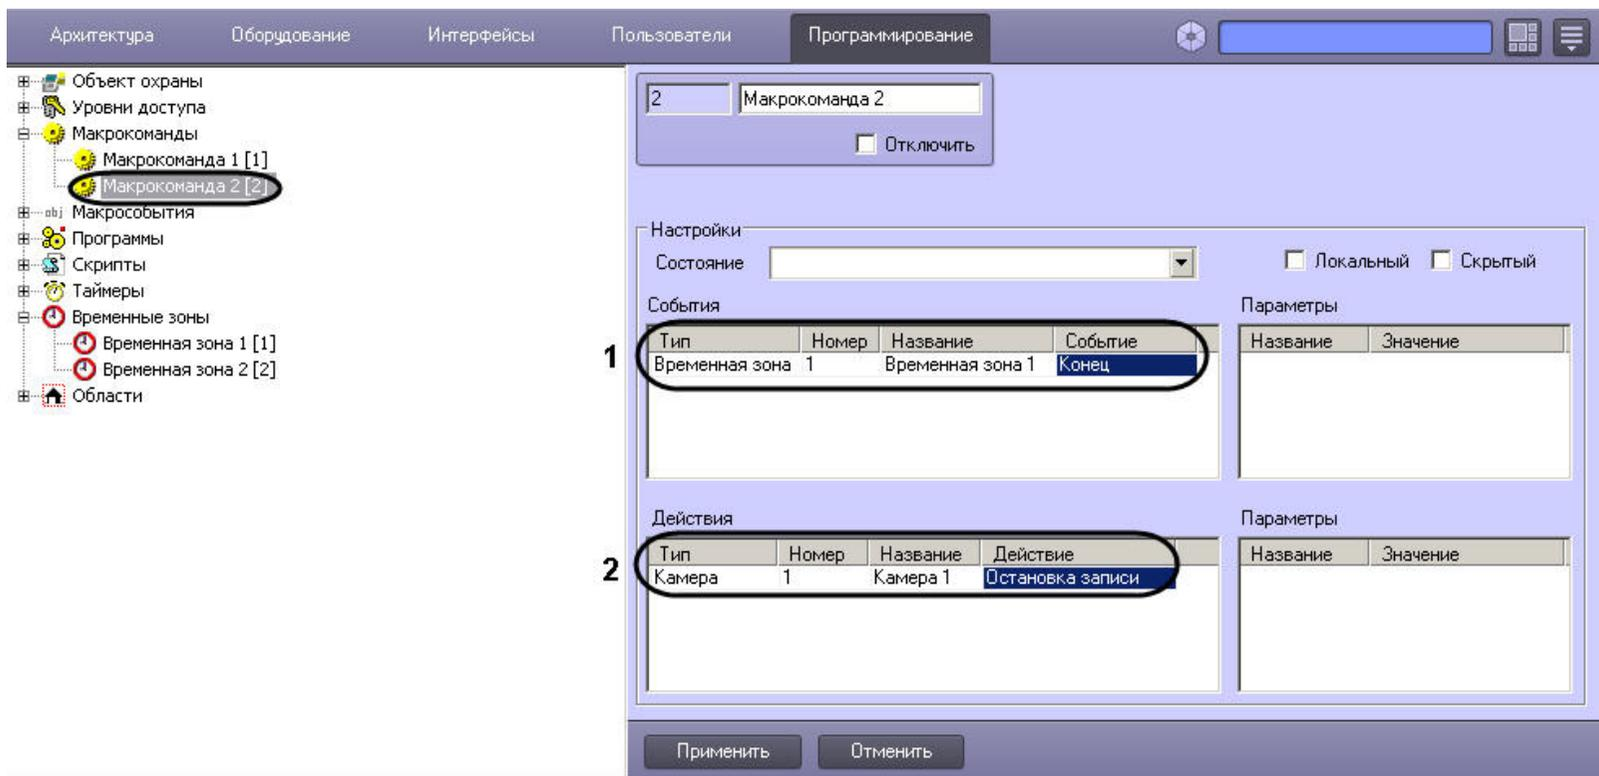 Архитектура Оборудование Интерфейсы Пользователи Программирование
Объект охраны
Уровни доступа
Макрокоманды
Макрокоманда 1 [1]
Макрокоманда 2 [2]
obj Макрособытия
Программы
Скрипты
Таймеры
Временные зоны
Временная зона 1 [1]
Временная зона 2 [2]
Области
2 Макрокоманда 2
Отключить
Настройки
Состояние Локальный Скрытый
События Параметры
1 Тип Номер Название Событие Название Значение
Временная зона 1 Временная зона 1 Конец
Действия Параметры
2 Тип Номер Название Действие Название Значение
Камера 1 Камера 1 Остановка записи
Применить Отменить